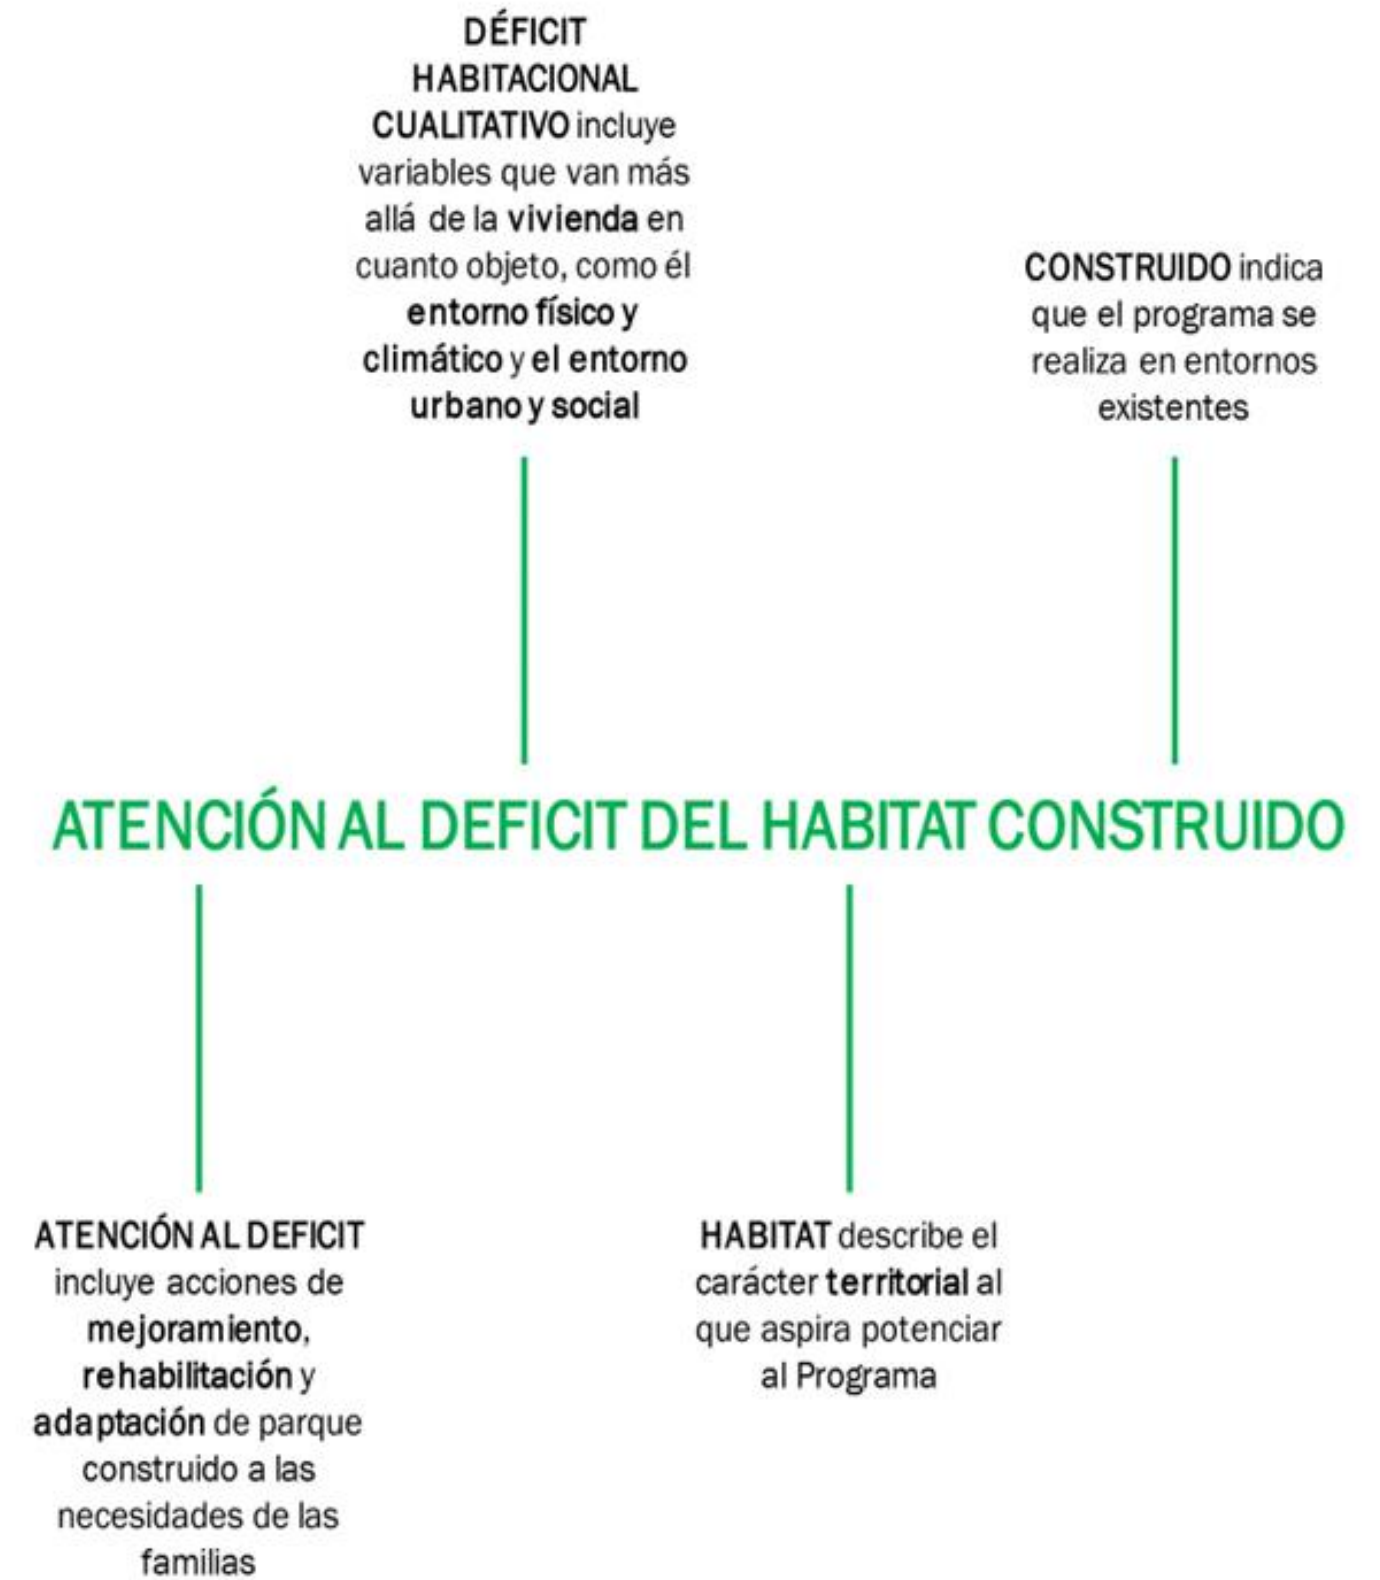 DÉFICIT
HABITACIONAL
CUALITATIVO incluye
variables que van más
allá de la vivienda en
cuanto objeto, como él
entorno físico y
climático y el entorno
urbano y social
CONSTRUIDO indica
que el programa se
realiza en entornos
existentes
ATENCIÓN AL DEFICIT DEL HABITAT CONSTRUIDO
ATENCIÓN AL DEFICIT
incluye acciones de
mejoramiento,
rehabilitación y
adaptación de parque
construido a las
necesidades de las
familias
HABITAT describe el
carácter territorial al
que aspira potenciar
al Programa